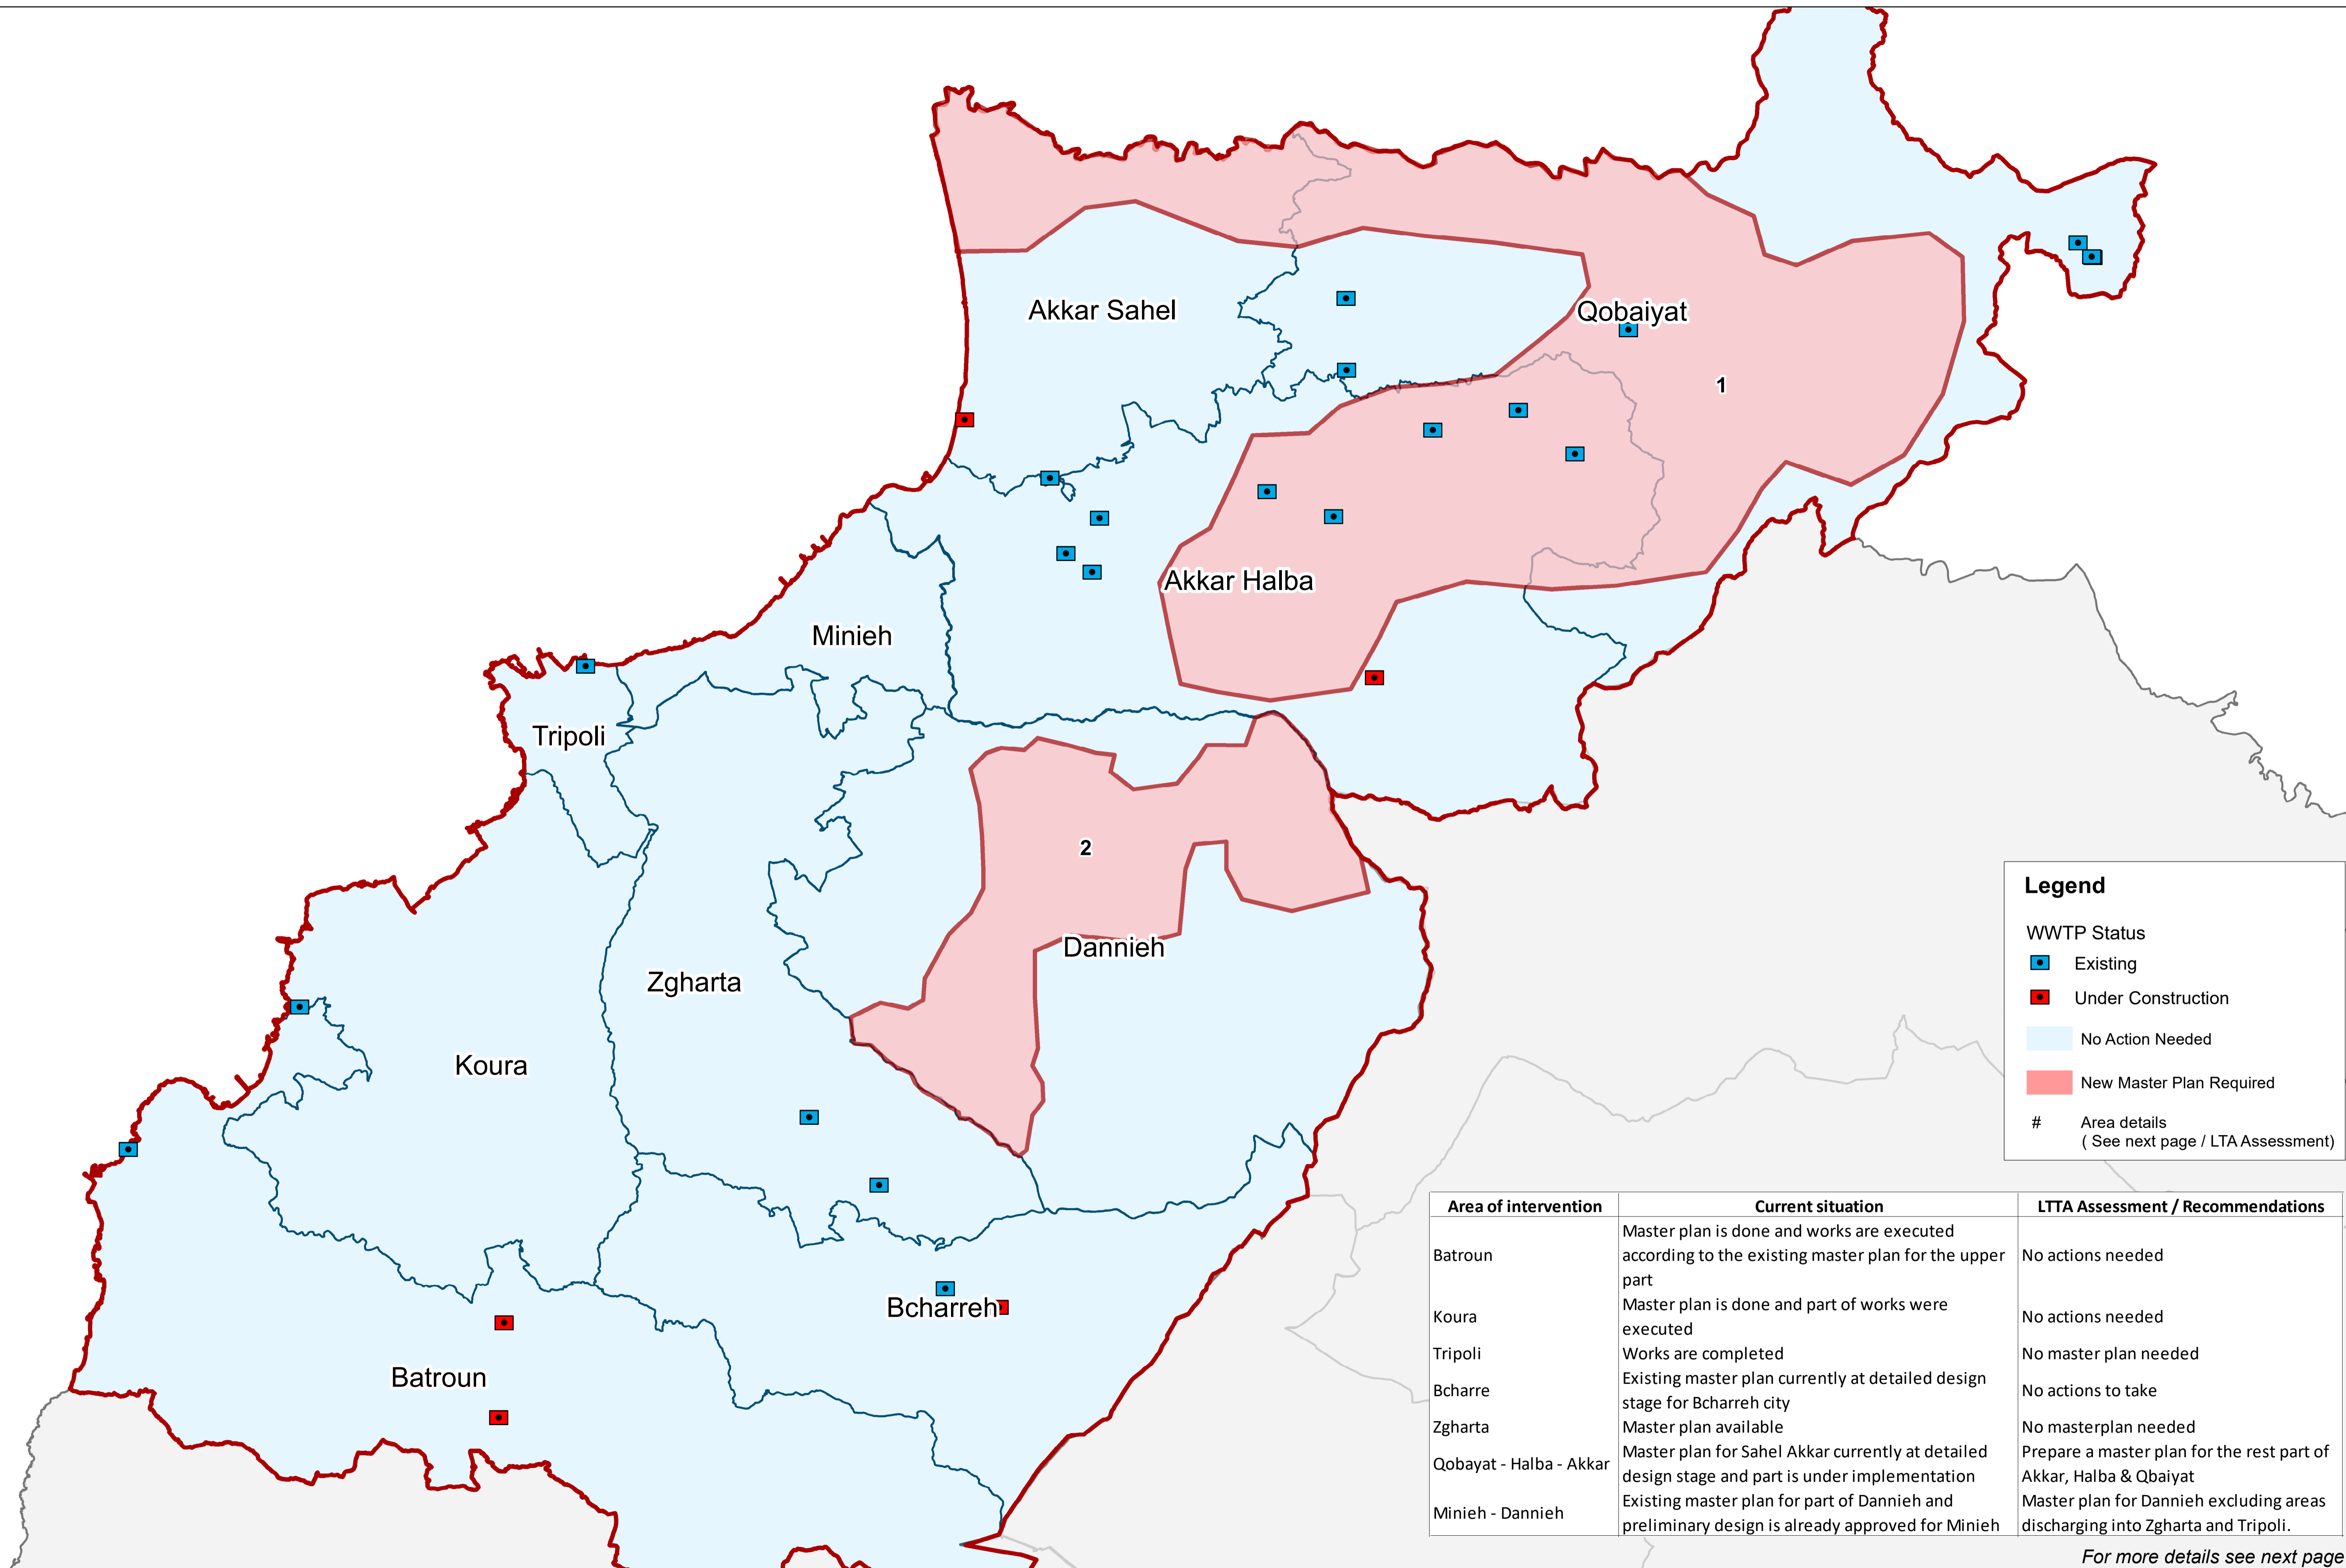 Akkar Sahel
Qobaiyat
1
Akkar Halba
Minieh
Tripoli
2
Dannieh
Zgharta
Koura
Bcharreh
Batroun
Legend
WWTP Status
Existing
Under Construction
No Action Needed
New Master Plan Required
# Area details
( See next page / LTA Assessment)
Area of intervention Current situation LTTA Assessment / Recommendations
Batroun Master plan is done and works are executed according to the existing master plan for the upper part No actions needed
Koura Master plan is done and part of works were executed No actions needed
Tripoli Works are completed No master plan needed
Bcharre Existing master plan currently at detailed design stage for Bcharreh city No actions to take
Zgharta Master plan available No masterplan needed
Qobayat - Halba - Akkar Master plan for Sahel Akkar currently at detailed design stage and part is under implementation Prepare a master plan for the rest part of Akkar, Halba & Qbaiyat
Minieh - Dannieh Existing master plan for part of Dannieh and preliminary design is already approved for Minieh Master plan for Dannieh excluding areas discharging into Zgharta and Tripoli.
For more details see next page